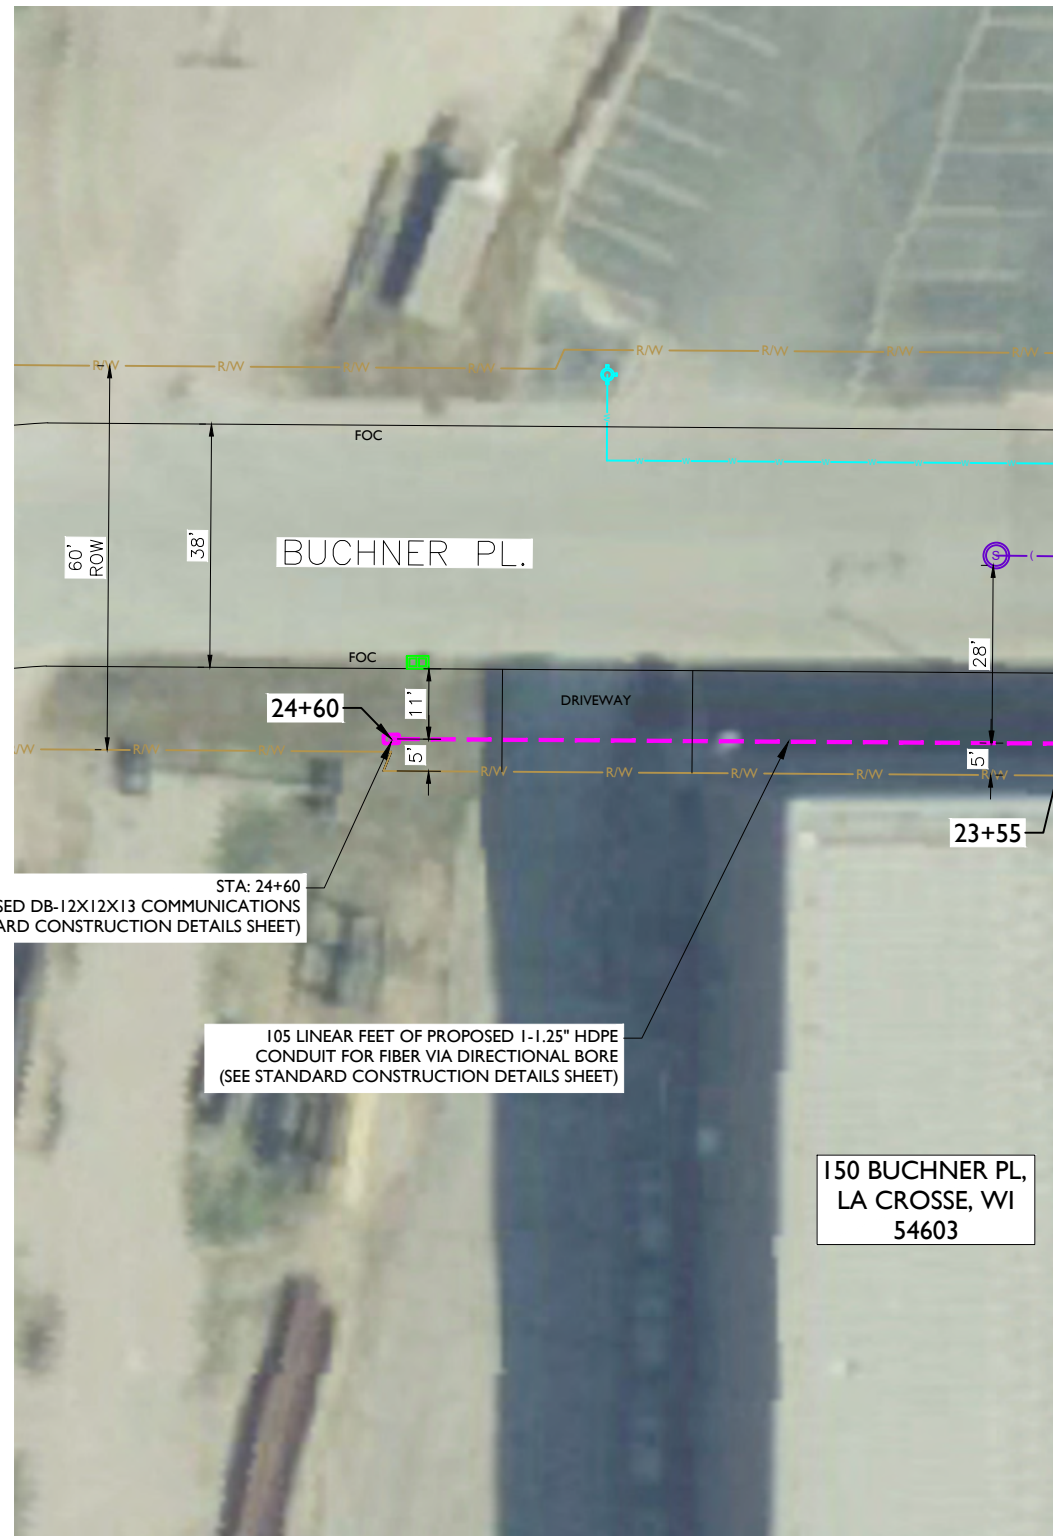 R/W R/W R/W R/W R/W R/W R/W R/W
FOC
60'
ROW
38'
BUCHNER PL.
S
28'
FOC
11'
DRIVEWAY
24+60
5'
5'
/W R/W R/W
R/W R/W R/W R/W R/W
23+55
STA: 24+60
SED DB-12X12X13 COMMUNICATIONS
ARD CONSTRUCTION DETAILS SHEET)
105 LINEAR FEET OF PROPOSED 1-1.25" HDPE
CONDUIT FOR FIBER VIA DIRECTIONAL BORE
(SEE STANDARD CONSTRUCTION DETAILS SHEET)
150 BUCHNER PL,
LA CROSSE, WI
54603